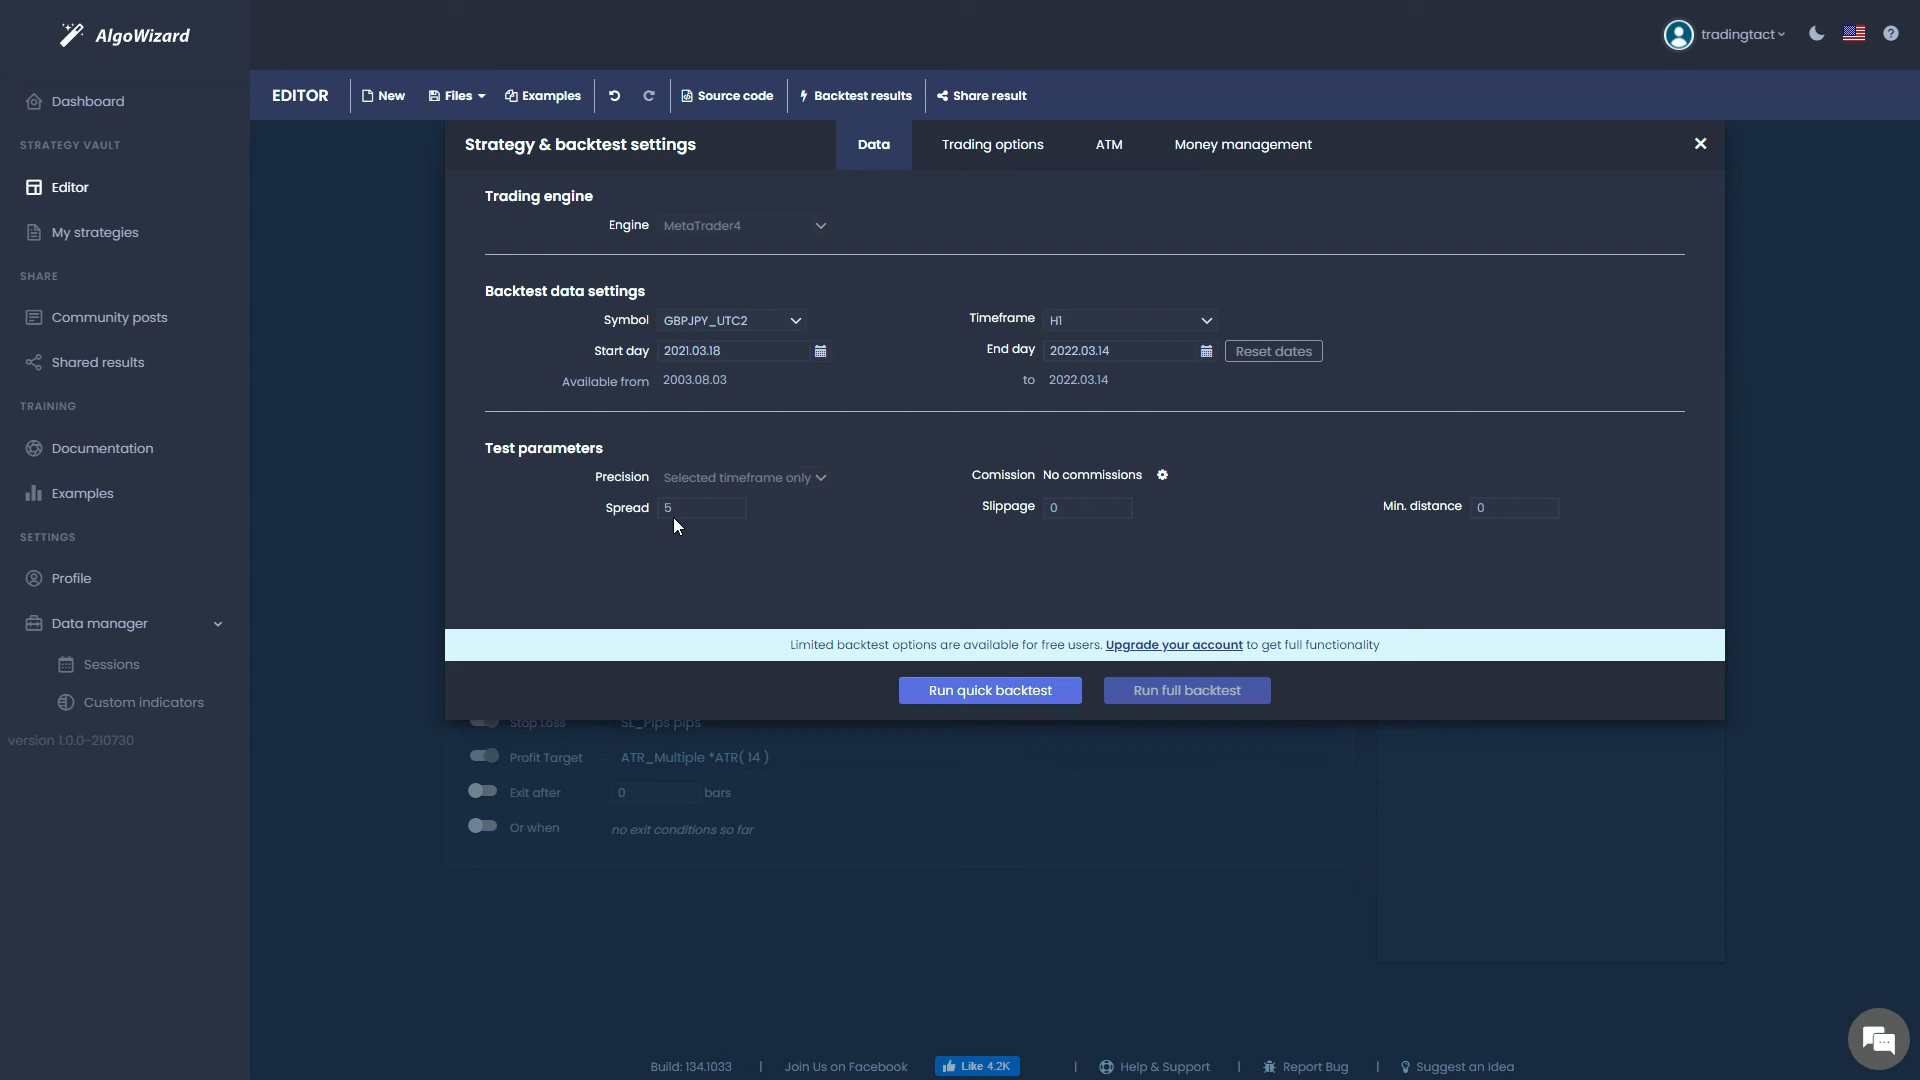 AlgoWizard
tradingtact
Dashboard
STRATEGY VAULT
Editor
My strategies
SHARE
Community posts
Shared results
TRAINING
Documentation
Examples
SETTINGS
Profile
Data manager
Sessions
Custom indicators
version 1.0.0-210730
EDITOR New Files Examples Source code Backtest results Share result
Strategy & backtest settings Data Trading options ATM Money management
Trading engine
Engine MetaTrader4
Backtest data settings
Symbol GBPJPY_UTC2 Timeframe H1
Start day 2021.03.18 End day 2022.03.14 Reset dates
Available from 2003.08.03 to 2022.03.14
Test parameters
Precision Selected timeframe only Comission No commissions
Spread 5 Slippage 0 Min. distance 0
Limited backtest options are available for free users. Upgrade your account to get full functionality
Run quick backtest Run full backtest
Stop Loss SL_Pips pips
Profit Target ATR_Multiple *ATR( 14 )
Exit after 0 bars
Or when no exit conditions so far
Build: 134.1033 | Join Us on Facebook Like 4.2K | Help & Support | Report Bug | Suggest an Idea